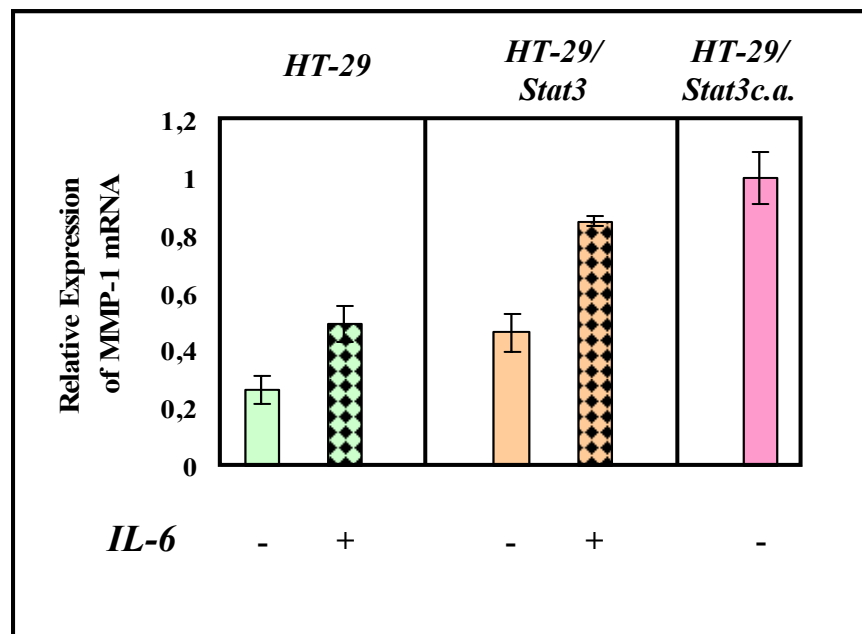 HT-29
HT-29/
Stat3
HT-29/
Stat3c.a.
Relative Expression
of MMP-1 mRNA
1,2
1
0,8
0,6
0,4
0,2
0
IL-6 - + - + -